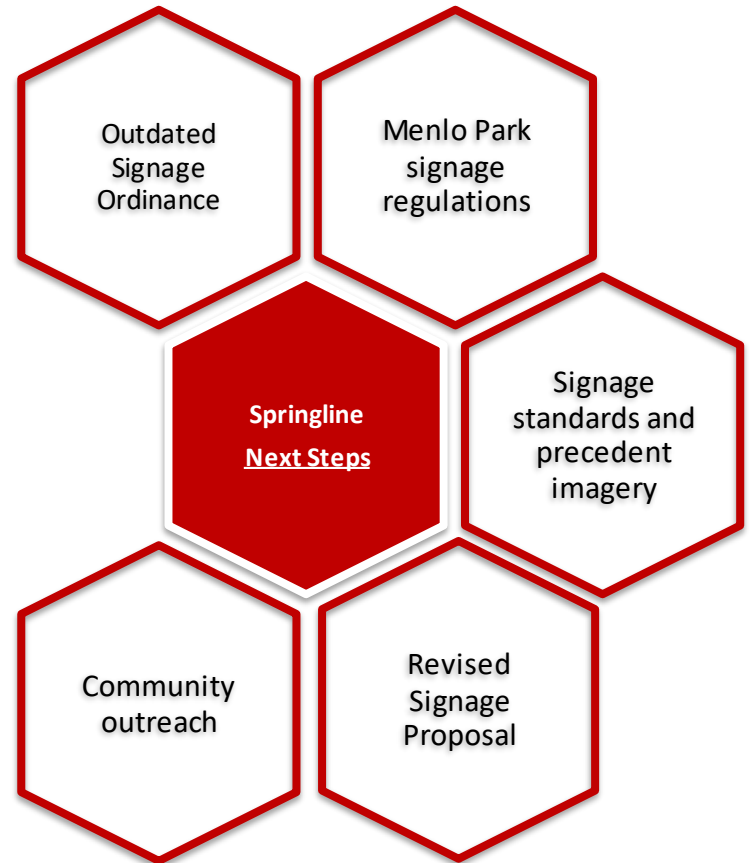 Outdated
Signage
Ordinance
Menlo Park
signage
regulations
Springline
Next Steps
Signage
standards and
precedent
imagery
Community
outreach
Revised
Signage
Proposal